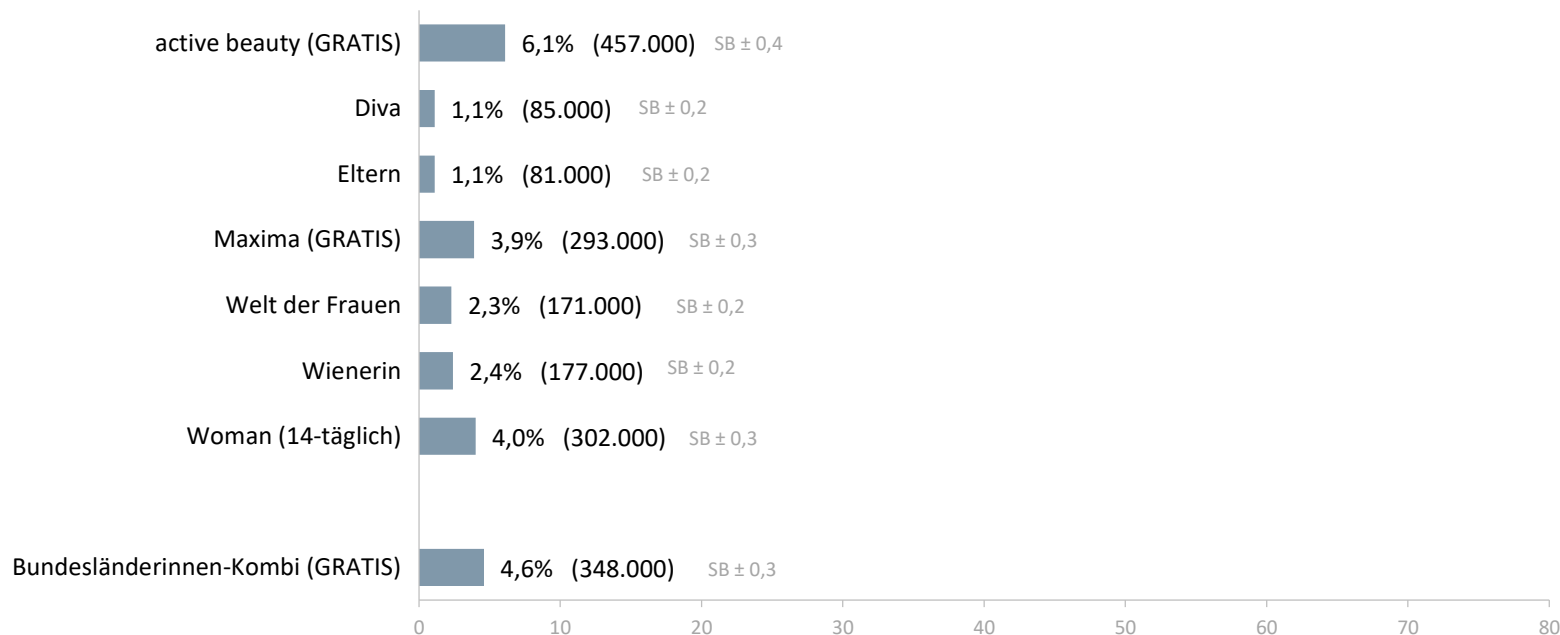 active beauty (GRATIS) 6,1% (457.000) SB ± 0,4
Diva 1,1% (85.000) SB ± 0,2
Eltern 1,1% (81.000) SB ± 0,2
Maxima (GRATIS) 3,9% (293.000) SB ± 0,3
Welt der Frauen 2,3% (171.000) SB ± 0,2
Wienerin 2,4% (177.000) SB ± 0,2
Woman (14-täglich) 4,0% (302.000) SB ± 0,3
Bundesländerinnen-Kombi (GRATIS) 4,6% (348.000) SB ± 0,3
0 10 20 30 40 50 60 70 80